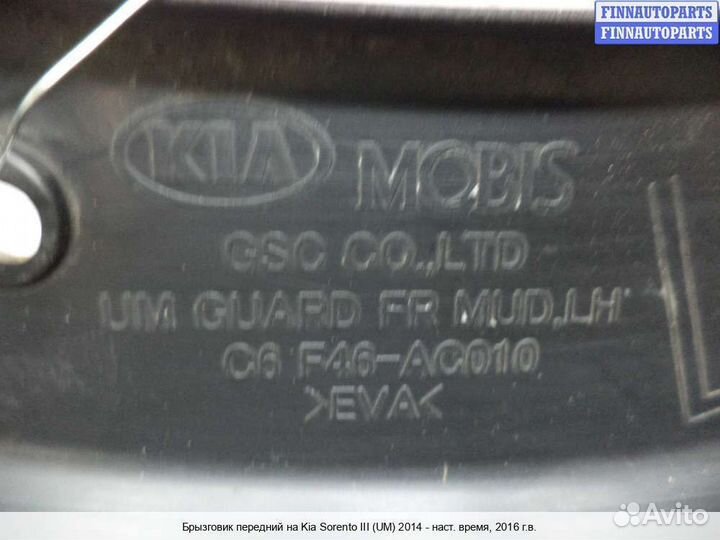 FINNAUTOPARTS
FINNAUTOPARTS
KIA MOBIS
GSC CO.,LTD
UM GUARD FR MUD,LH
C6 F46-AC010
>EVA<
L
Брызговик передний на Kia Sorento III (UM) 2014 - наст. время, 2016 г.в.
Avito